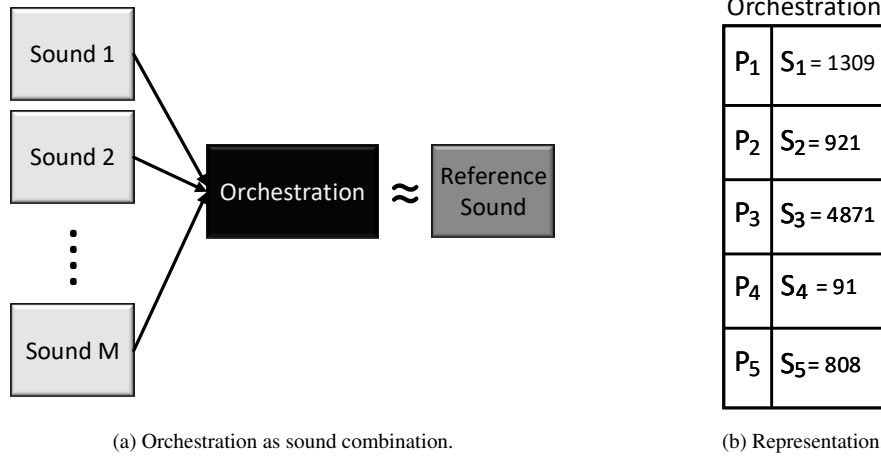 Sound 1
Sound 2
Sound M
Orchestration
≈
Reference
Sound
(a) Orchestration as sound combination.
Orchestration
P1 S1 = 1309
P2 S2 = 921
P3 S3 = 4871
P4 S4 = 91
P5 S5 = 808
(b) Representation